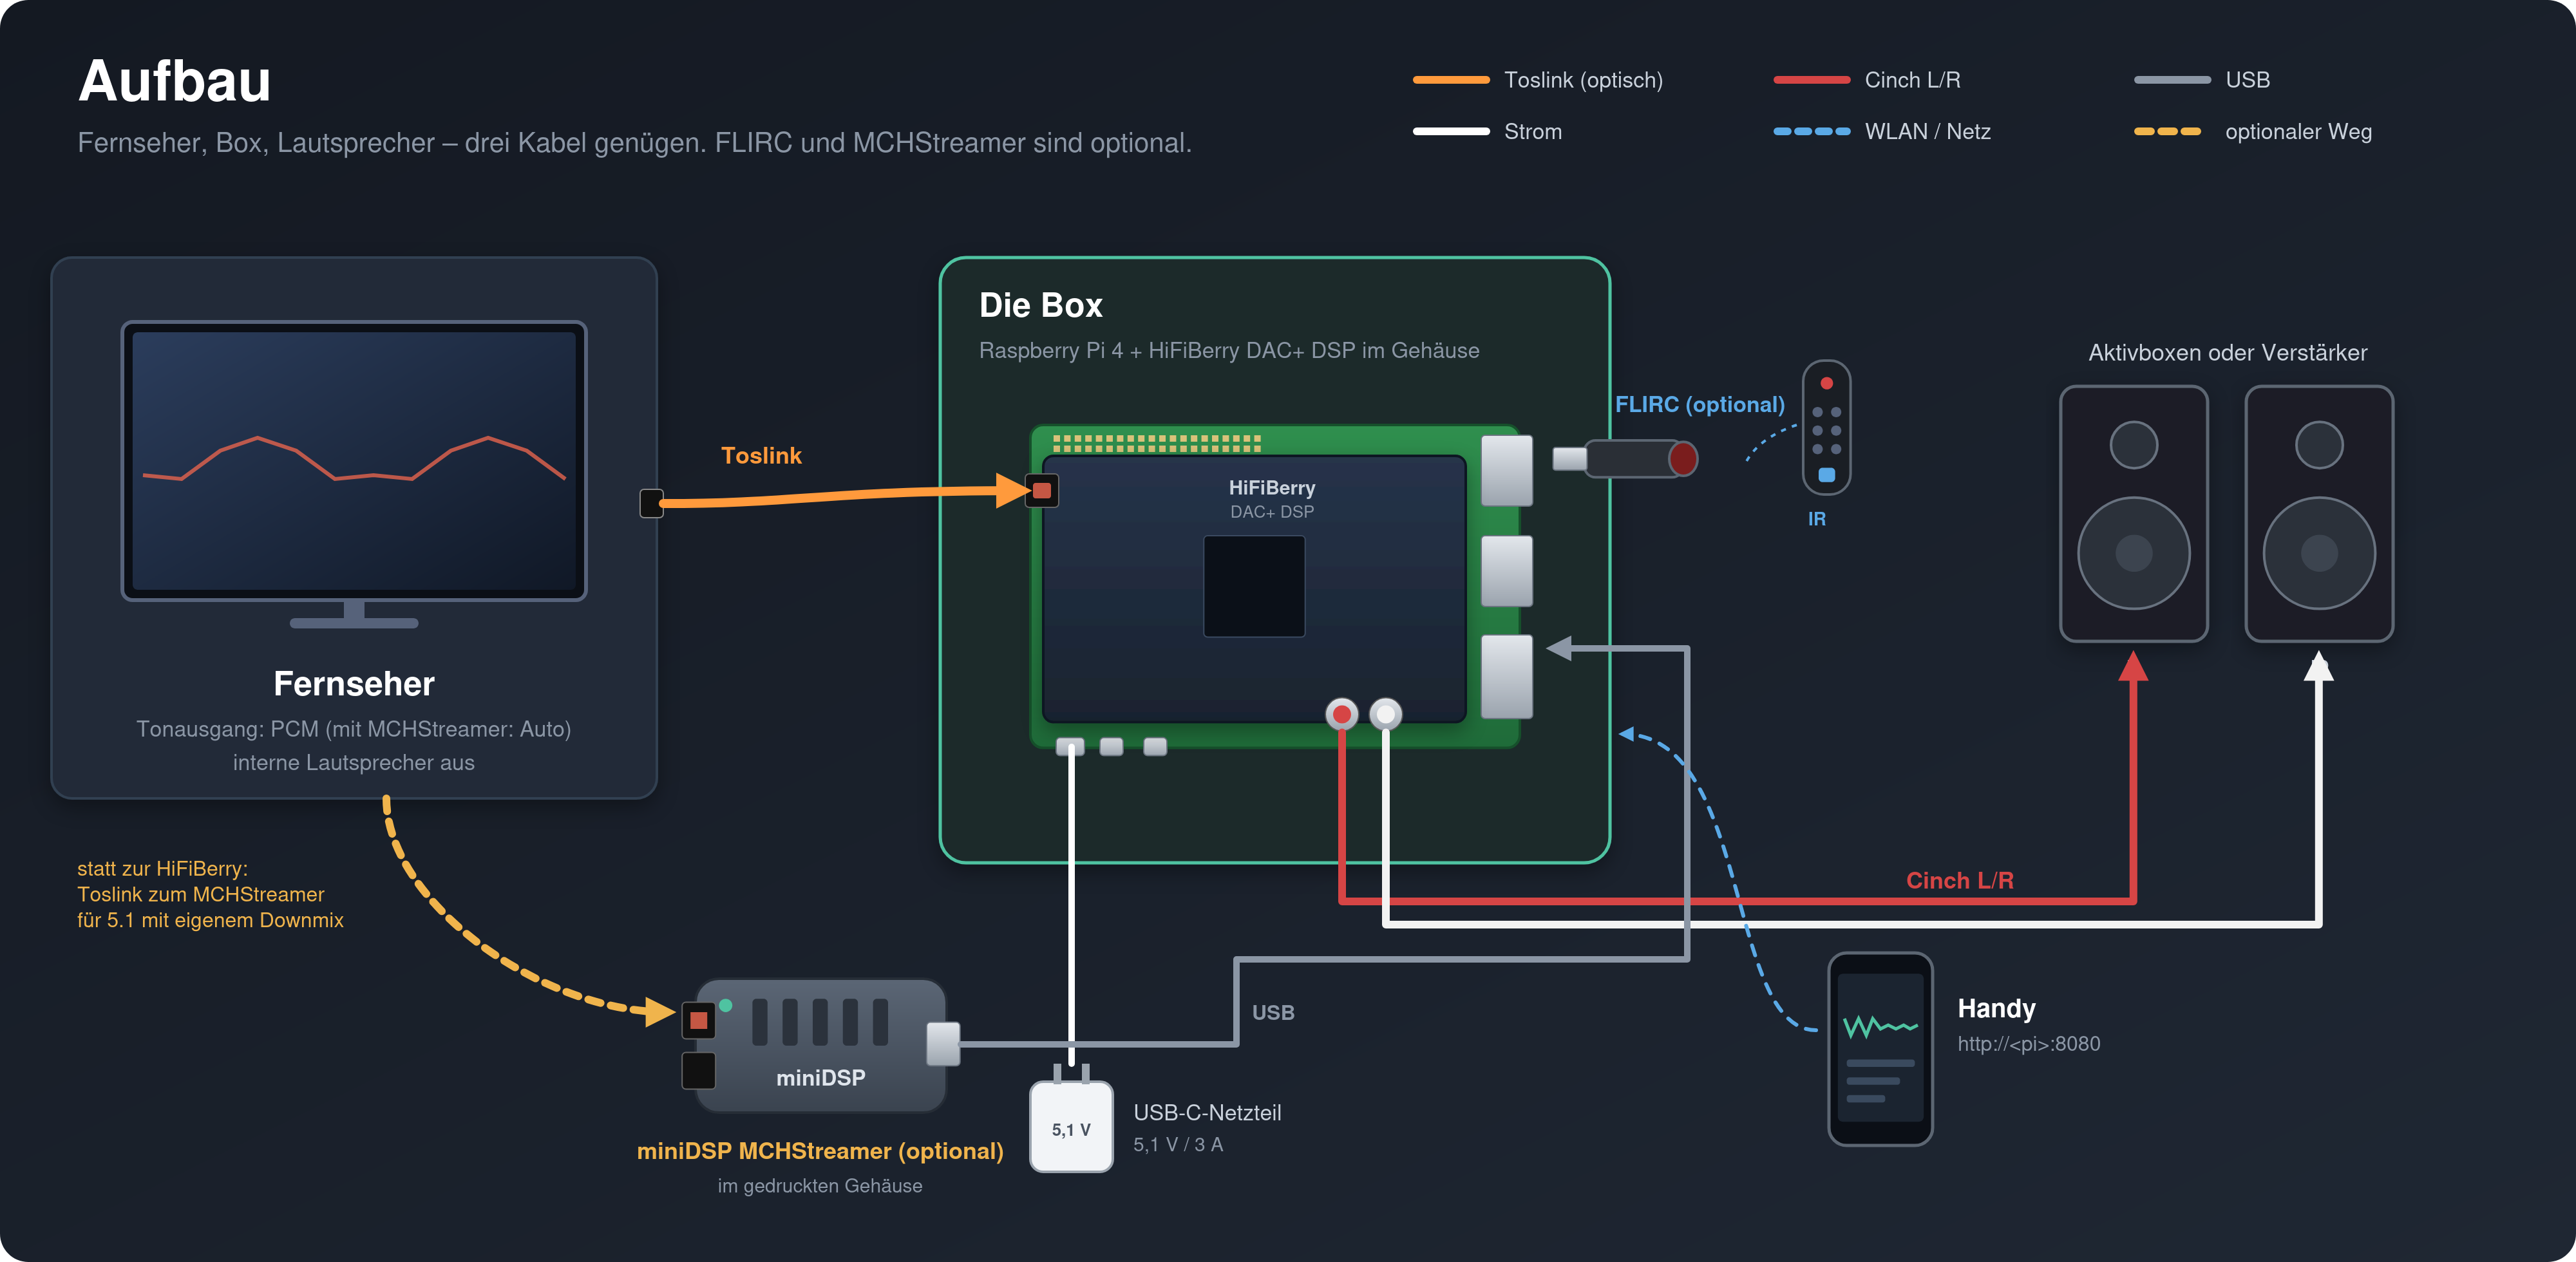 Aufbau
Fernseher, Box, Lautsprecher – drei Kabel genügen. FLIRC und MCHStreamer sind optional.
Toslink (optisch)
Cinch L/R
USB
Strom
WLAN / Netz
optionaler Weg
Die Box
Raspberry Pi 4 + HiFiBerry DAC+ DSP im Gehäuse
Toslink
HiFiBerry
DAC+ DSP
FLIRC (optional)
IR
Aktivboxen oder Verstärker
Fernseher
Tonausgang: PCM (mit MCHStreamer: Auto)
interne Lautsprecher aus
statt zur HiFiBerry:
Toslink zum MCHStreamer
für 5.1 mit eigenem Downmix
Cinch L/R
USB
miniDSP
miniDSP MCHStreamer (optional)
im gedruckten Gehäuse
5,1 V
USB-C-Netzteil
5,1 V / 3 A
Handy
http://<pi>:8080